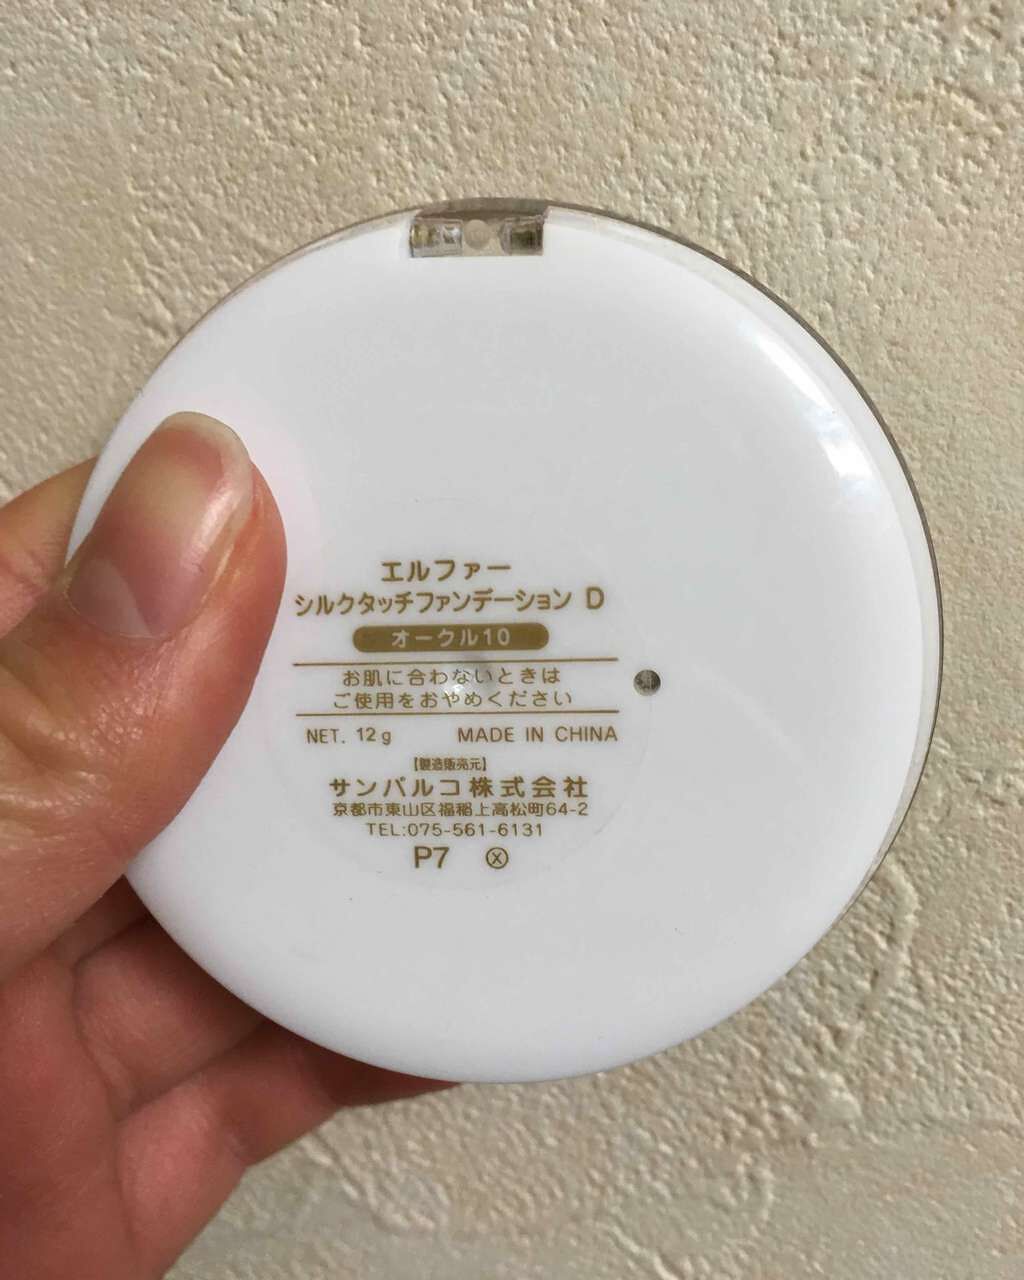 エルファー
シルクタッチファンデーション D
オークル10
お肌に合わないときは
ご使用をおやめください
NET. 12g MADE IN CHINA
【製造販売元】
サンパルコ株式会社
京都市東山区福稲上高松町64-2
TEL:075-561-6131
P7 Ⓧ